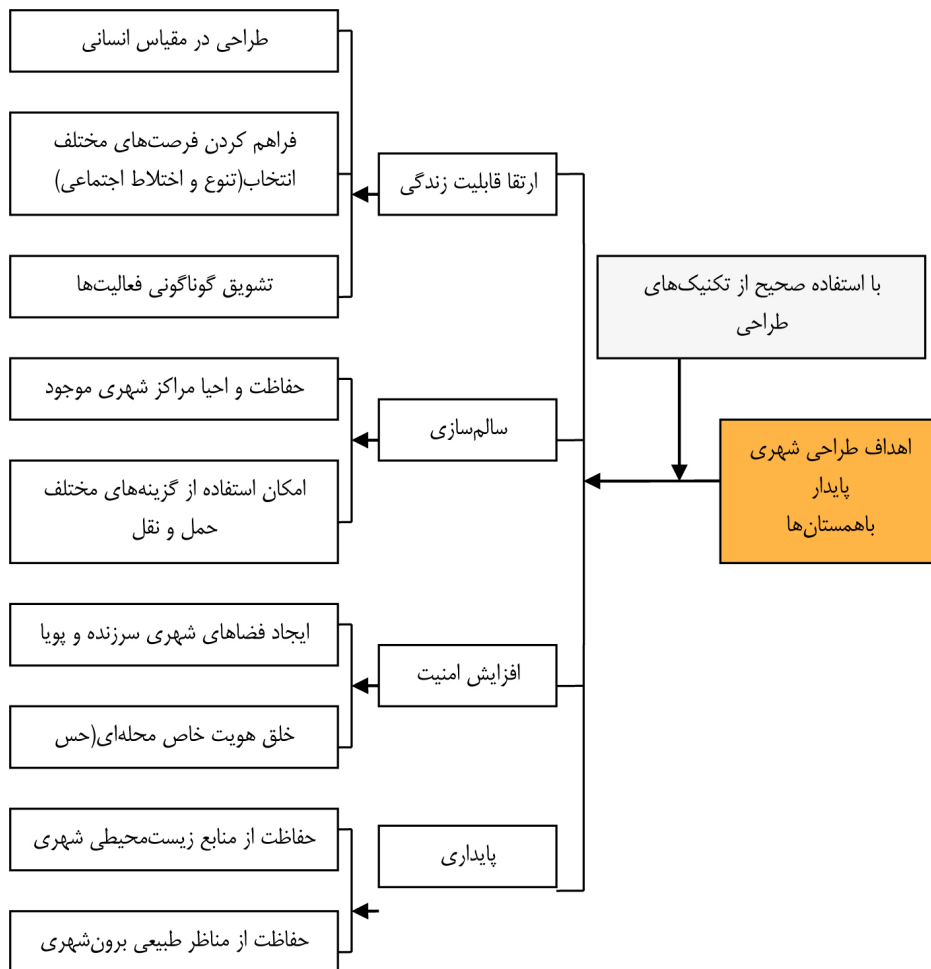 اهداف طراحی شهری
پایدار
باهمستان‌ها
با استفاده صحیح از تکنیک‌های
طراحی
ارتقا قابلیت زندگی
طراحی در مقیاس انسانی
فراهم کردن فرصت‌های مختلف
انتخاب(تنوع و اختلاط اجتماعی)
تشویق گوناگونی فعالیت‌ها
سالم‌سازی
حفاظت و احیا مراکز شهری موجود
امکان استفاده از گزینه‌های مختلف
حمل و نقل
افزایش امنیت
ایجاد فضاهای شهری سرزنده و پویا
خلق هویت خاص محله‌ای(حس
پایداری
حفاظت از منابع زیست‌محیطی شهری
حفاظت از مناظر طبیعی برون‌شهری